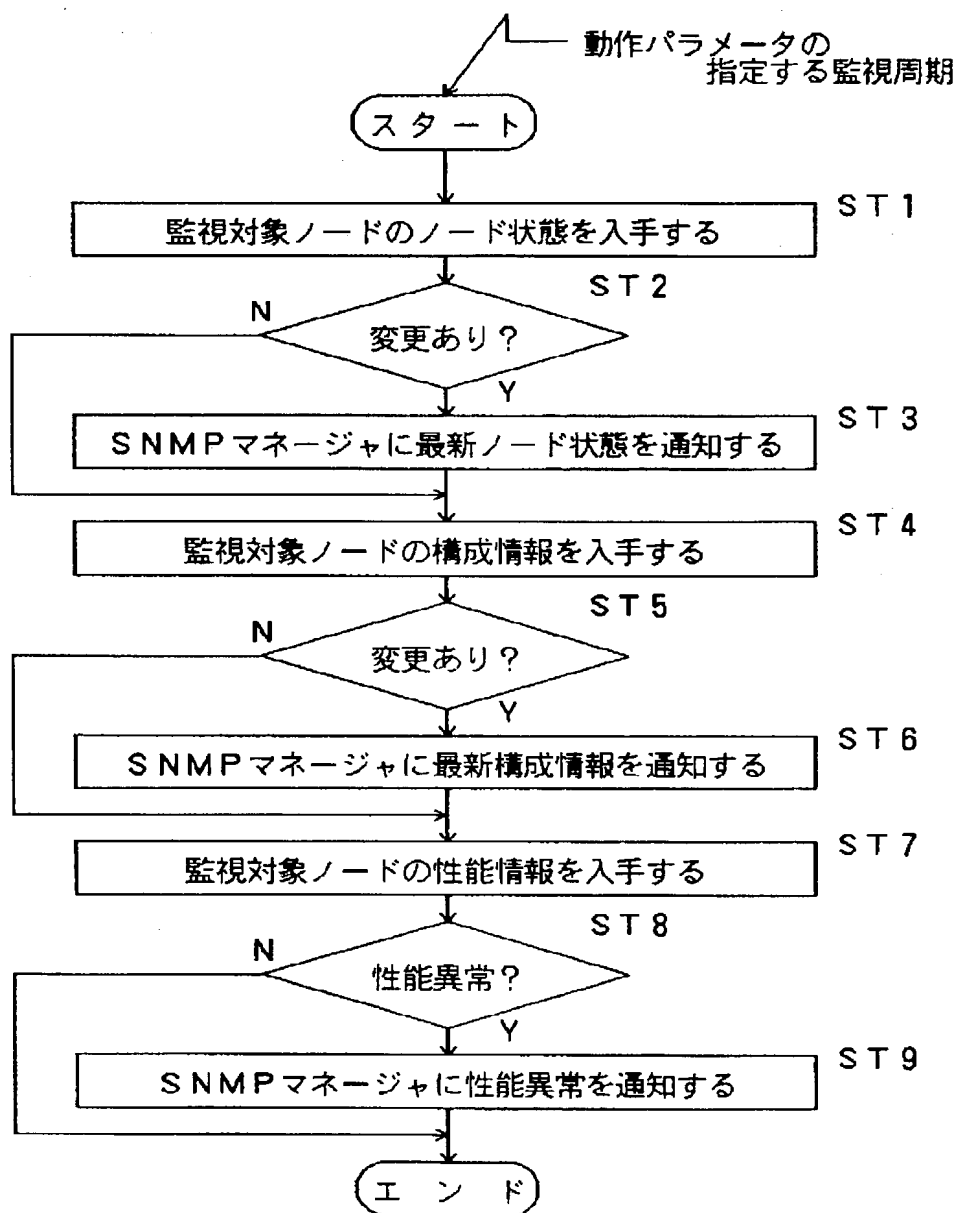 動作パラメータの
指定する監視周期
スタート
ST1
監視対象ノードのノード状態を入手する
ST2
N
変更あり?
Y
ST3
SNMPマネージャに最新ノード状態を通知する
ST4
監視対象ノードの構成情報を入手する
ST5
N
変更あり?
Y
ST6
SNMPマネージャに最新構成情報を通知する
ST7
監視対象ノードの性能情報を入手する
ST8
N
性能異常?
Y
ST9
SNMPマネージャに性能異常を通知する
エンド